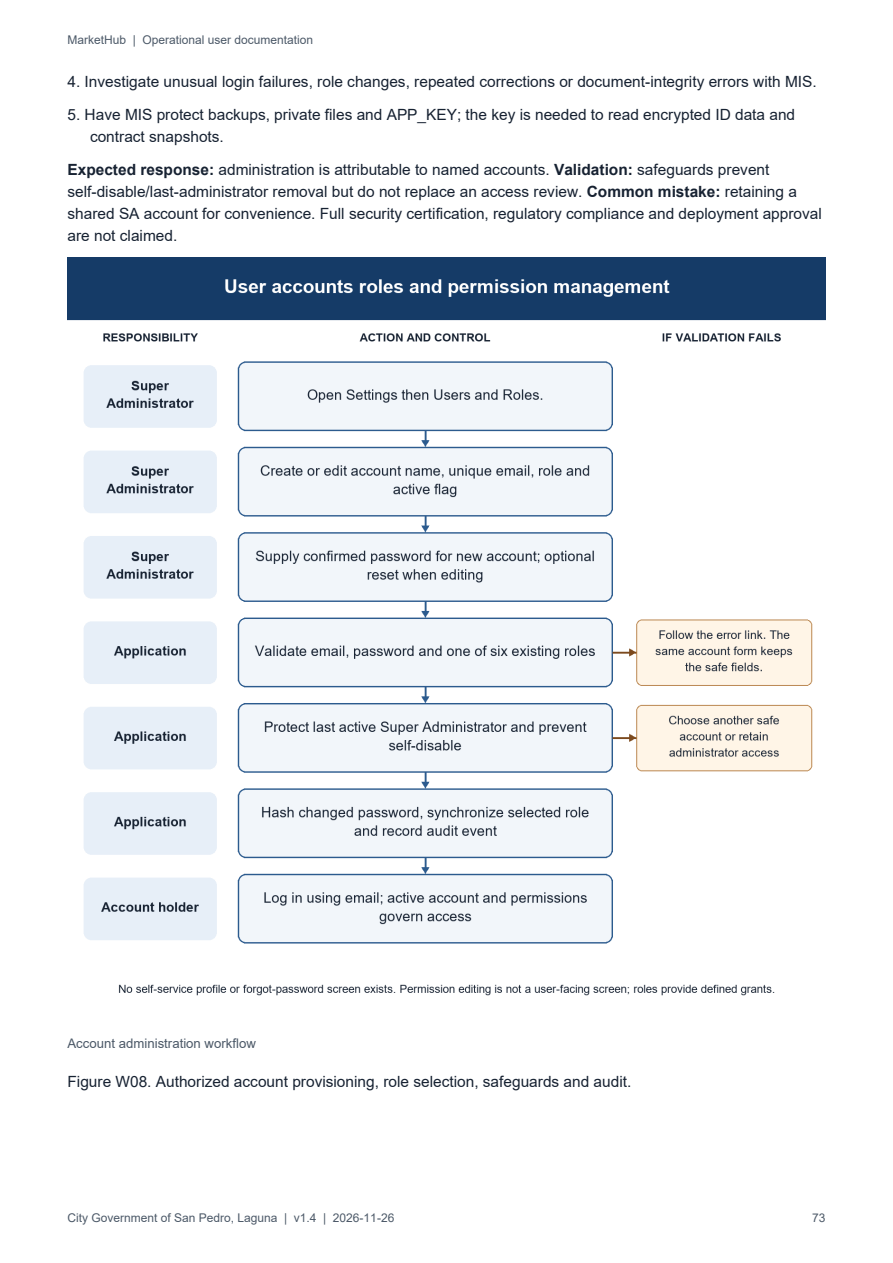 MarketHub | Operational user documentation
4. Investigate unusual login failures, role changes, repeated corrections or document-integrity errors with MIS.
5. Have MIS protect backups, private files and APP_KEY; the key is needed to read encrypted ID data and
contract snapshots.
Expected response: administration is attributable to named accounts. Validation: safeguards prevent
self-disable/last-administrator removal but do not replace an access review. Common mistake: retaining a
shared SA account for convenience. Full security certification, regulatory compliance and deployment approval
are not claimed.
User accounts roles and permission management
RESPONSIBILITY
ACTION AND CONTROL
IF VALIDATION FAILS
Super
Administrator
Open Settings then Users and Roles.
Super
Administrator
Create or edit account name, unique email, role and
active flag
Super
Administrator
Supply confirmed password for new account; optional
reset when editing
Application
Validate email, password and one of six existing roles
Follow the error link. The
same account form keeps
the safe fields.
Application
Protect last active Super Administrator and prevent
self-disable
Choose another safe
account or retain
administrator access
Application
Hash changed password, synchronize selected role
and record audit event
Account holder
Log in using email; active account and permissions
govern access
No self-service profile or forgot-password screen exists. Permission editing is not a user-facing screen; roles provide defined grants.
Account administration workflow
Figure W08. Authorized account provisioning, role selection, safeguards and audit.
City Government of San Pedro, Laguna | v1.4 | 2026-11-26
73